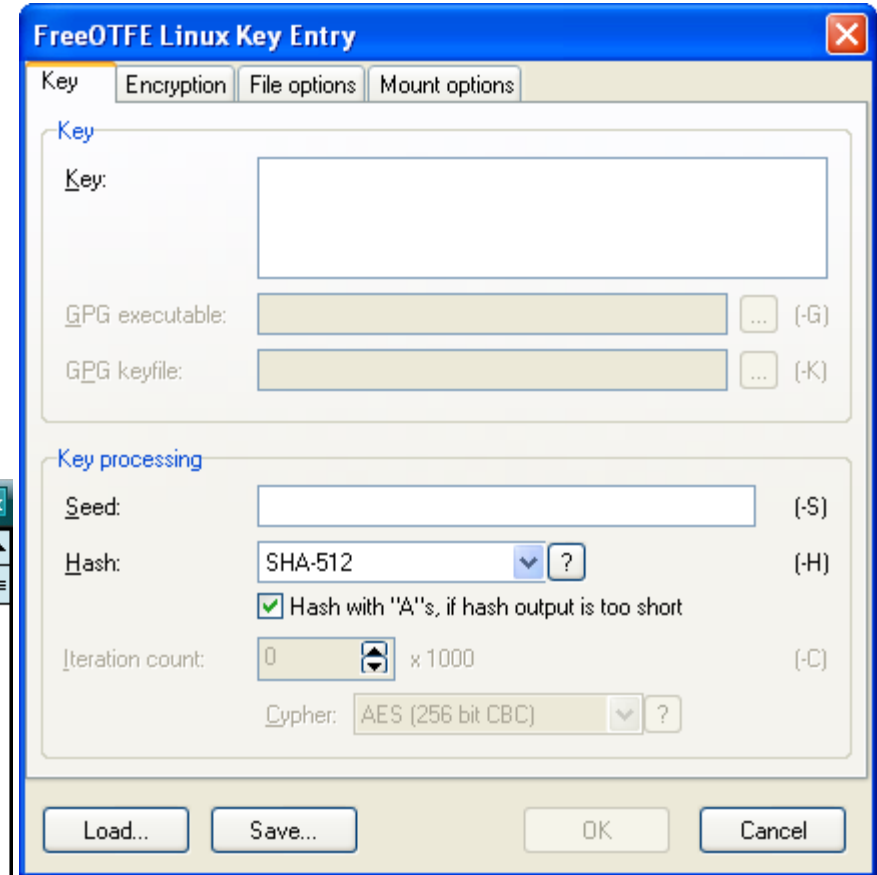 FreeOTFE Linux Key Entry
Key Encryption File options Mount options
Key
Key:
GPG executable: ... (-G)
GPG keyfile: ... (-K)
Key processing
Seed: (-S)
Hash: SHA-512 ? (-H)
Hash with "A"s, if hash output is too short
Iteration count: 0 x 1000 (-C)
Cypher: AES (256 bit CBC) ?
Load... Save... OK Cancel